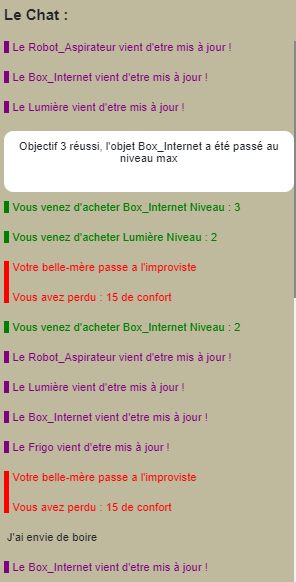 Le Chat :
Le Robot_Aspirateur vient d'etre mis à jour !
Le Box_Internet vient d'etre mis à jour !
Le Lumière vient d'etre mis à jour !
Objectif 3 réussi, l'objet Box_Internet a été passé au
niveau max
Vous venez d'acheter Box_Internet Niveau : 3
Vous venez d'acheter Lumière Niveau : 2
Votre belle-mère passe a l'improviste
Vous avez perdu : 15 de confort
Vous venez d'acheter Box_Internet Niveau : 2
Le Robot_Aspirateur vient d'etre mis à jour !
Le Lumière vient d'etre mis à jour !
Le Box_Internet vient d'etre mis à jour !
Le Frigo vient d'etre mis à jour !
Votre belle-mère passe a l'improviste
Vous avez perdu : 15 de confort
J'ai envie de boire
Le Box_Internet vient d'etre mis à jour !